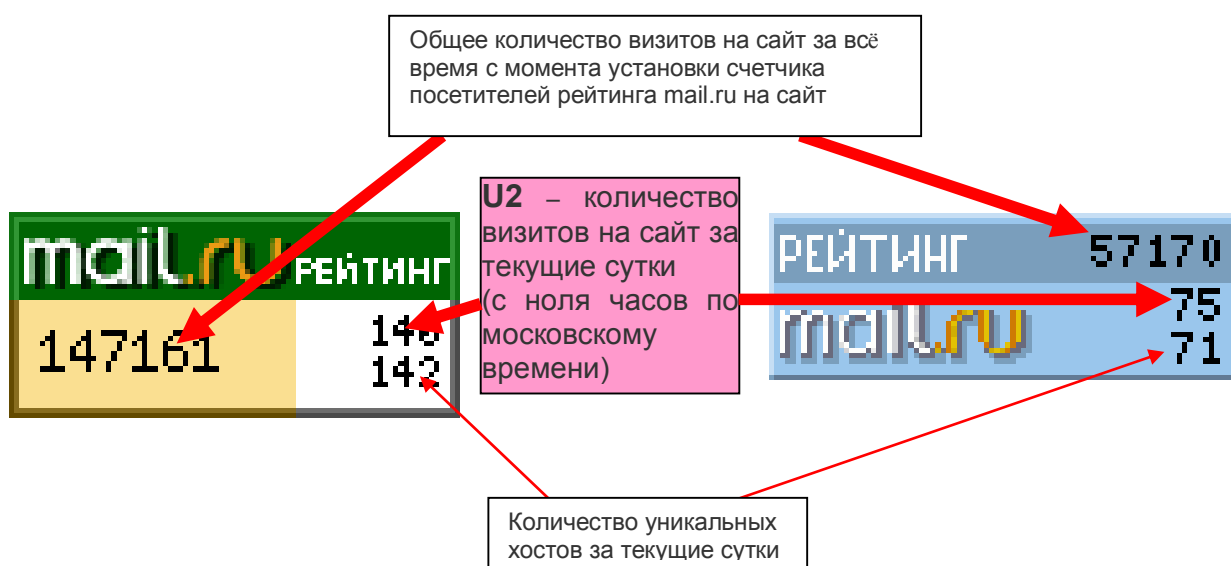 Общее количество визитов на сайт за всё
время с момента установки счетчика
посетителей рейтинга mail.ru на сайт
mail.ru РЕЙТИНГ
147161
142
U2 – количество
визитов на сайт за
текущие сутки
(с ноля часов по
московскому
времени)
РЕЙТИНГ 57170
75
mail.ru
71
Количество уникальных
хостов за текущие сутки